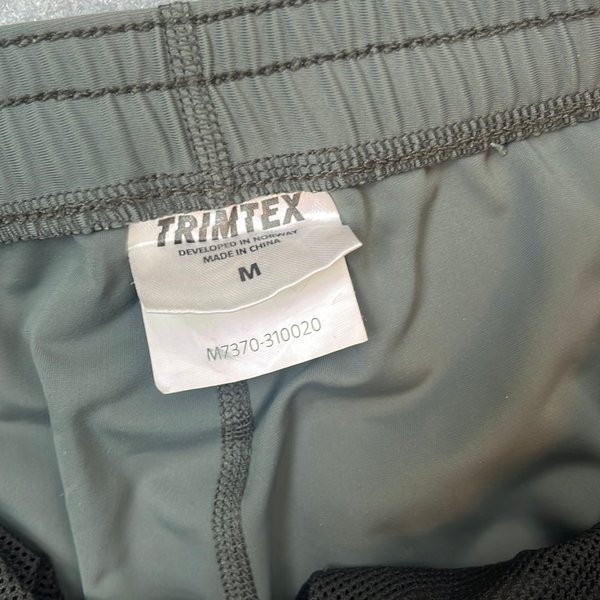 TRIMTEX
DEVELOPED IN NORWAY
MADE IN CHINA
M
M7370-310020